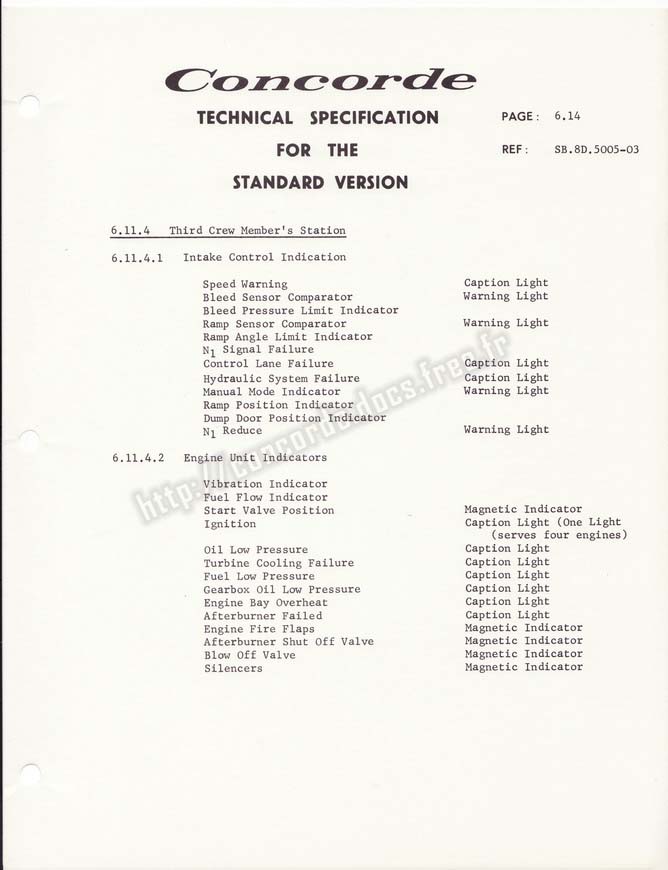 Concorde
TECHNICAL SPECIFICATION
PAGE: 6.14
FOR THE
REF: SB.8D.5005-03
STANDARD VERSION
6.11.4 Third Crew Member's Station
6.11.4.1 Intake Control Indication
Speed Warning Caption Light
Bleed Sensor Comparator Warning Light
Bleed Pressure Limit Indicator
Ramp Sensor Comparator Warning Light
Ramp Angle Limit Indicator
N1 Signal Failure
Control Lane Failure Caption Light
Hydraulic System Failure Caption Light
Manual Mode Indicator Warning Light
Ramp Position Indicator
Dump Door Position Indicator
N1 Reduce Warning Light
6.11.4.2 Engine Unit Indicators
Vibration Indicator
Fuel Flow Indicator
Start Valve Position Magnetic Indicator
Ignition Caption Light (One Light
(serves four engines)
Oil Low Pressure Caption Light
Turbine Cooling Failure Caption Light
Fuel Low Pressure Caption Light
Gearbox Oil Low Pressure Caption Light
Engine Bay Overheat Caption Light
Afterburner Failed Caption Light
Engine Fire Flaps Magnetic Indicator
Afterburner Shut Off Valve Magnetic Indicator
Blow Off Valve Magnetic Indicator
Silencers Magnetic Indicator
http://concorde.docs.free.fr